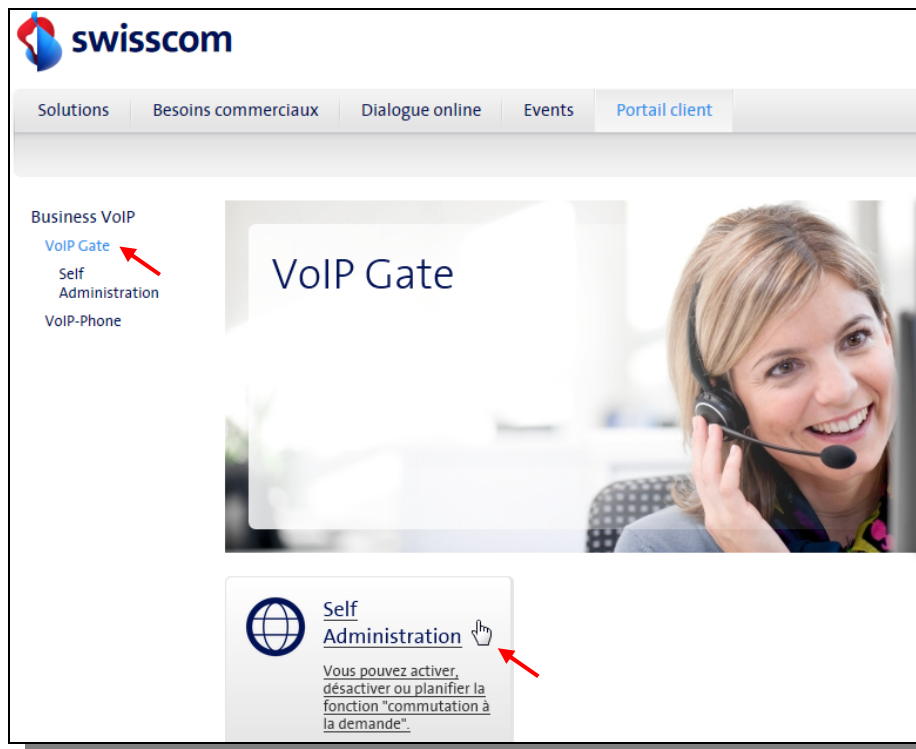 swisscom
Solutions Besoins commerciaux Dialogue online Events Portail client
Business VoIP
VoIP Gate
Self
Administration
VoIP-Phone
VoIP Gate
Self
Administration
Vous pouvez activer,
désactiver ou planifier la
fonction "commutation à
la demande".